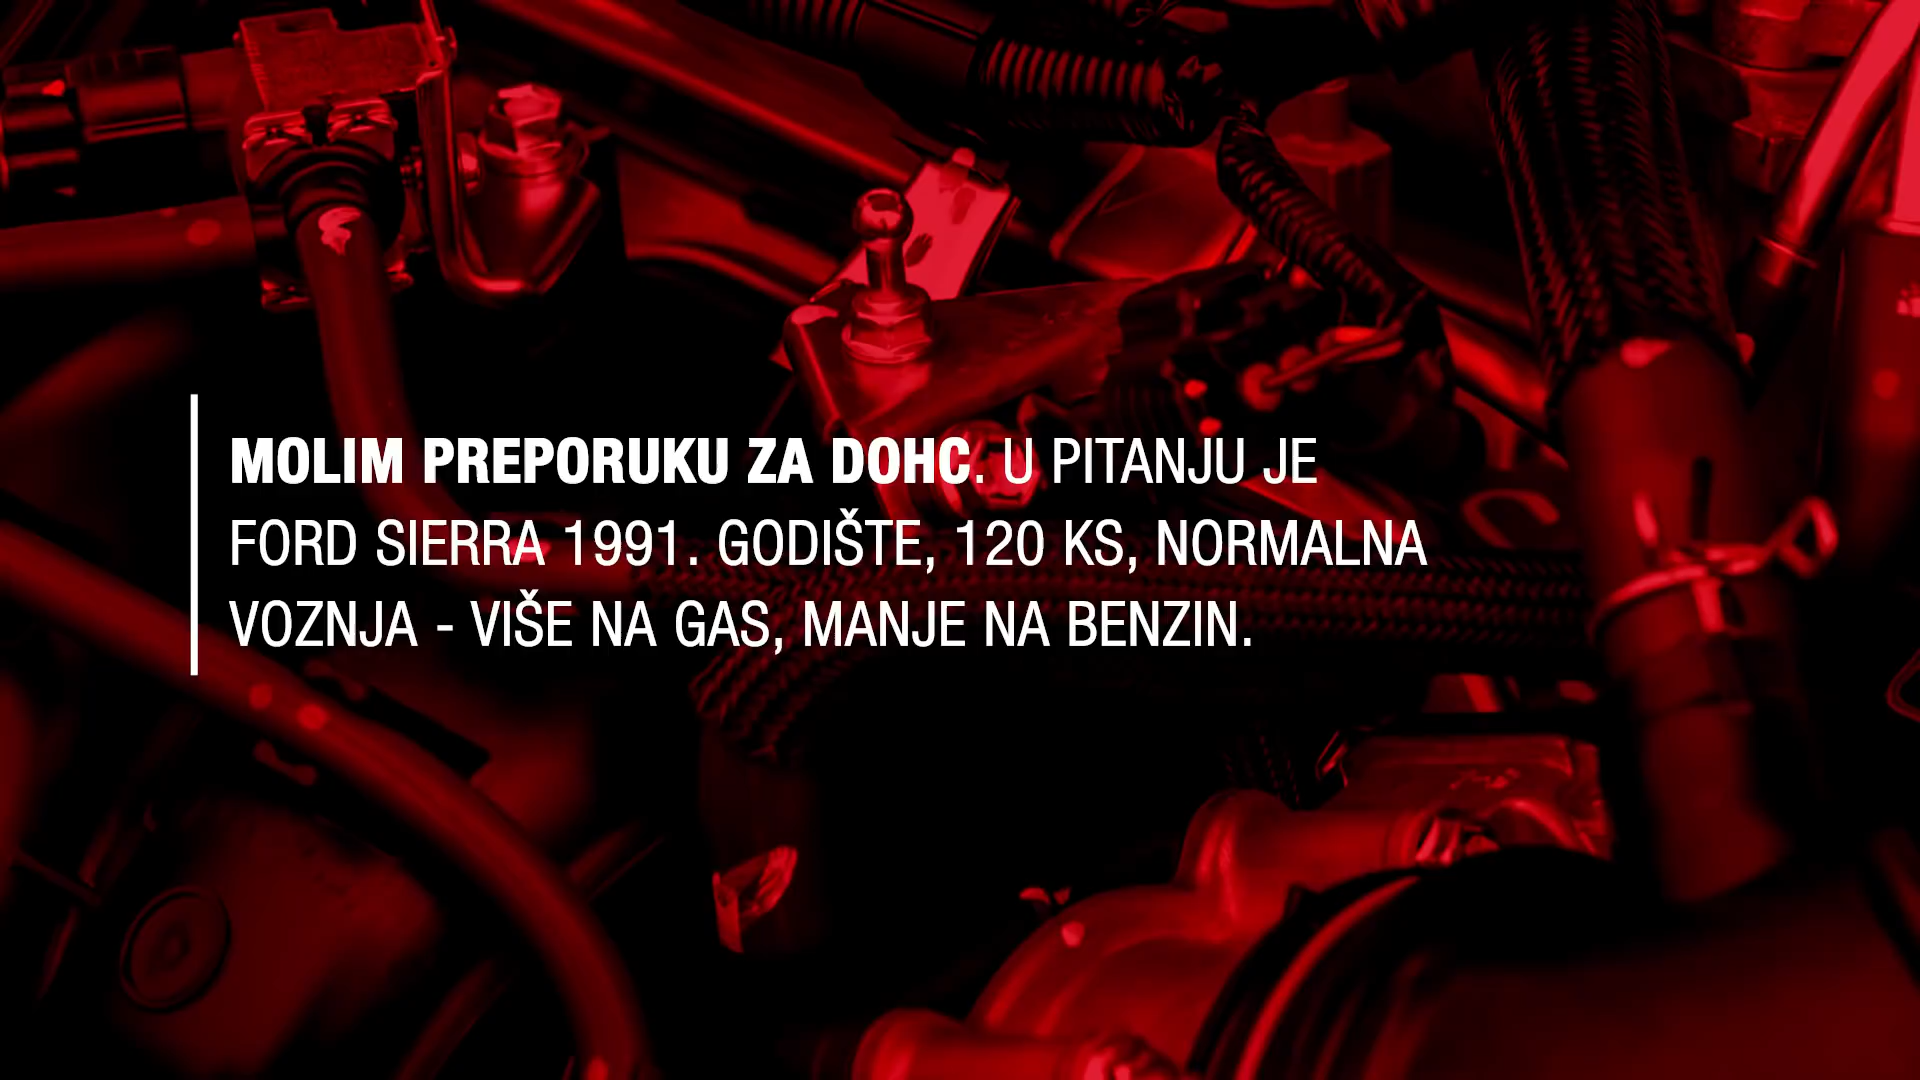 MOLIM PREPORUKU ZA DOHC. U PITANJU JE
FORD SIERRA 1991. GODIŠTE, 120 KS, NORMALNA
VOZNJA - VIŠE NA GAS, MANJE NA BENZIN.